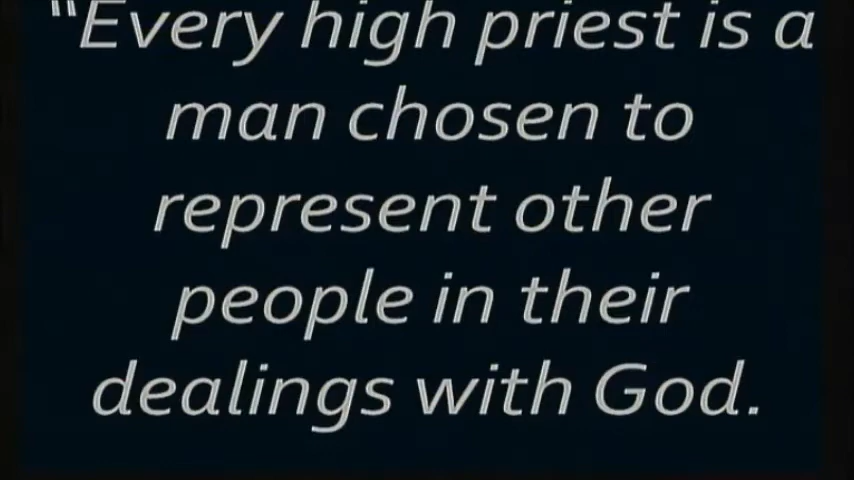 “Every high priest is a
man chosen to
represent other
people in their
dealings with God.